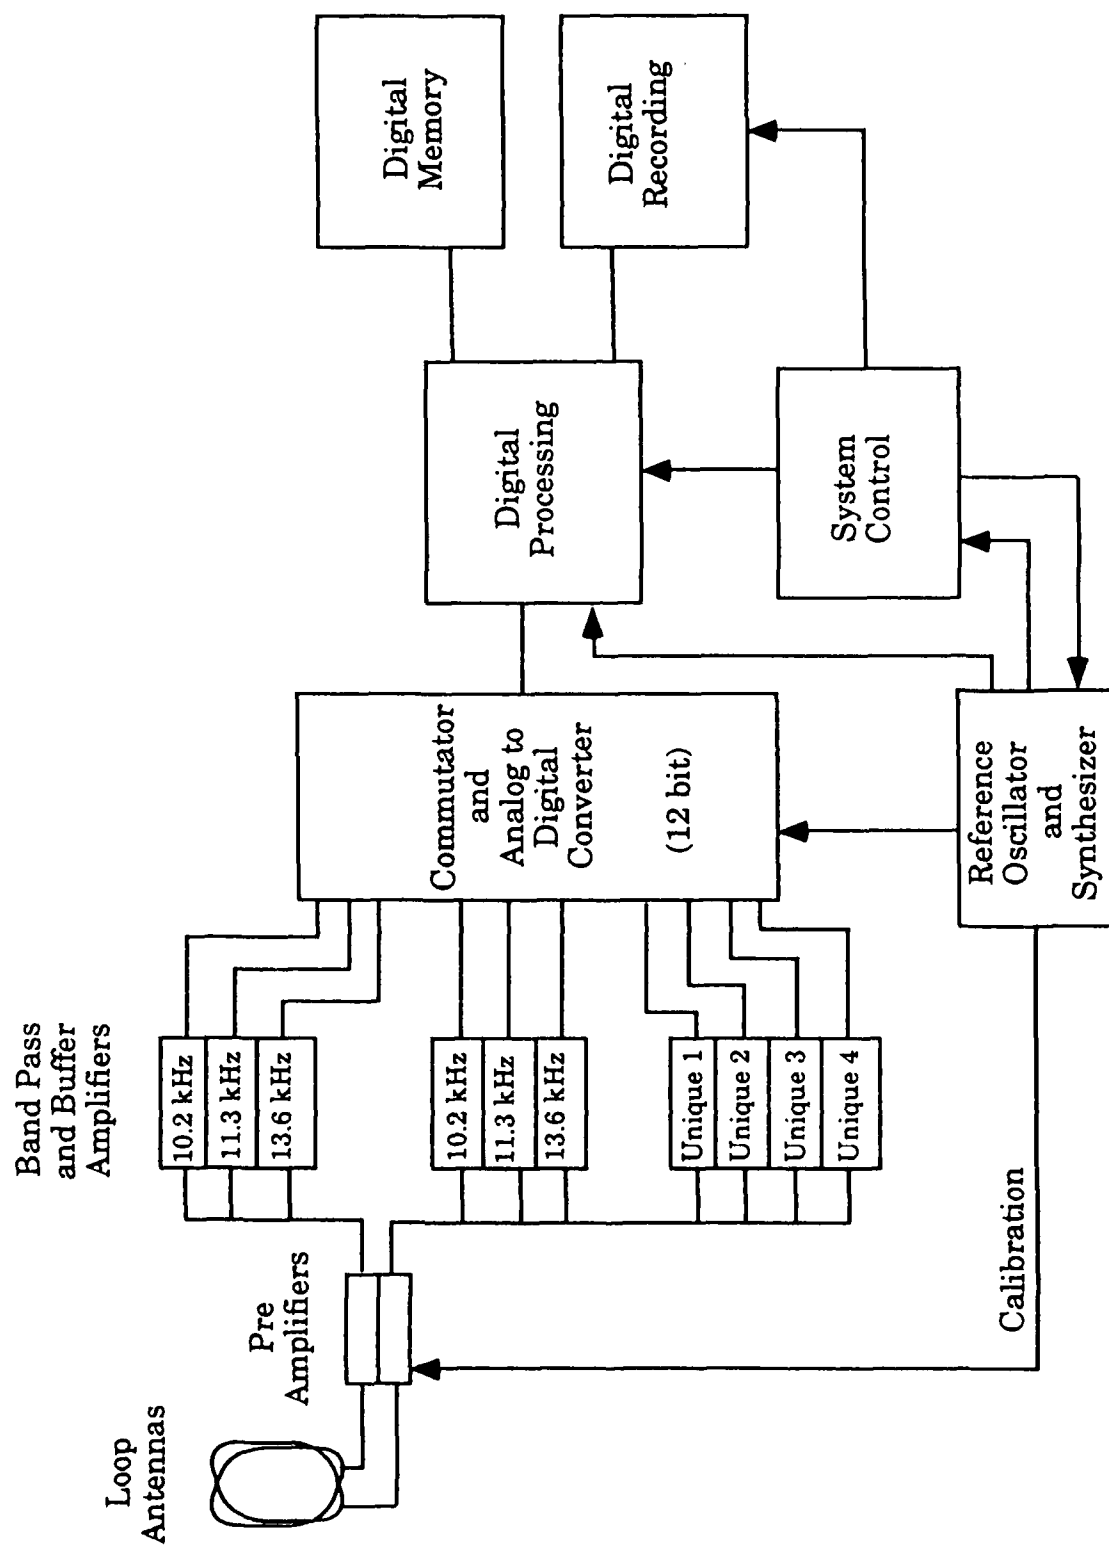 Loop
Antennas
Pre
Amplifiers
Band Pass
and Buffer
Amplifiers
10.2 kHz
11.3 kHz
13.6 kHz
10.2 kHz
11.3 kHz
13.6 kHz
Unique 1
Unique 2
Unique 3
Unique 4
Calibration
Commutator
and
Analog to
Digital
Converter
(12 bit)
Reference
Oscillator
and
Synthesizer
Digital
Processing
System
Control
Digital
Memory
Digital
Recording